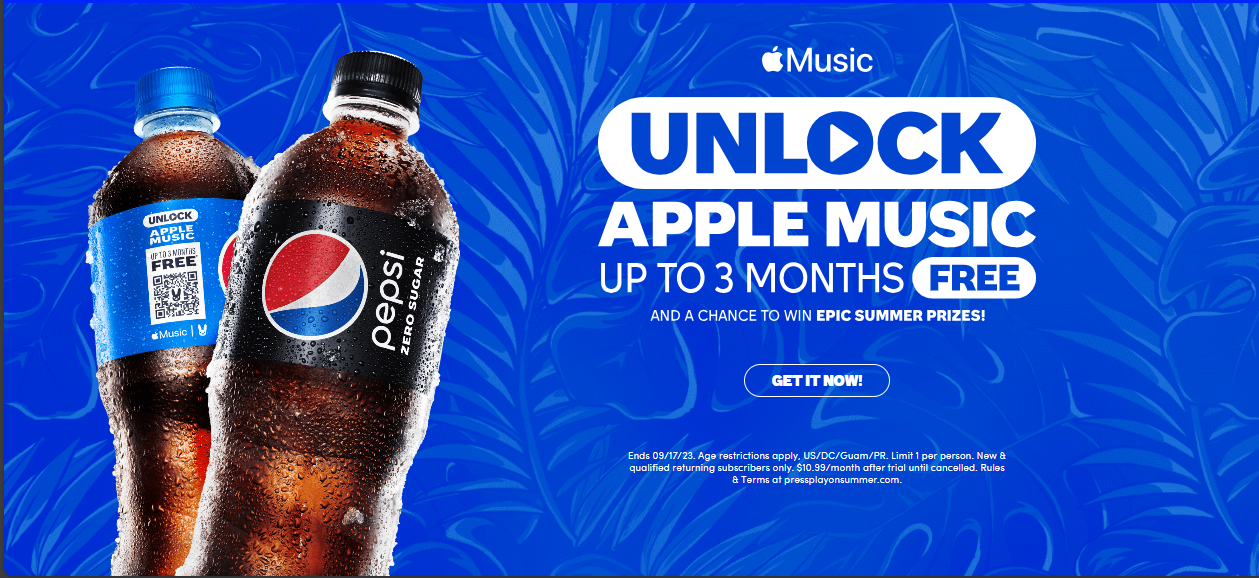 Music
UNLOCK
APPLE MUSIC
UP TO 3 MONTHS FREE
AND A CHANCE TO WIN EPIC SUMMER PRIZES!
GET IT NOW!
Ends 09/17/23. Age restrictions apply, US/DC/Guam/PR. Limit 1 per person. New &
qualified returning subscribers only. $10.99/month after trial until cancelled. Rules
& Terms at pressplayonsummer.com.
UNLOCK
APPLE
MUSIC
UP TO 3 MONTHS
FREE
Music
pepsi
ZERO SUGAR